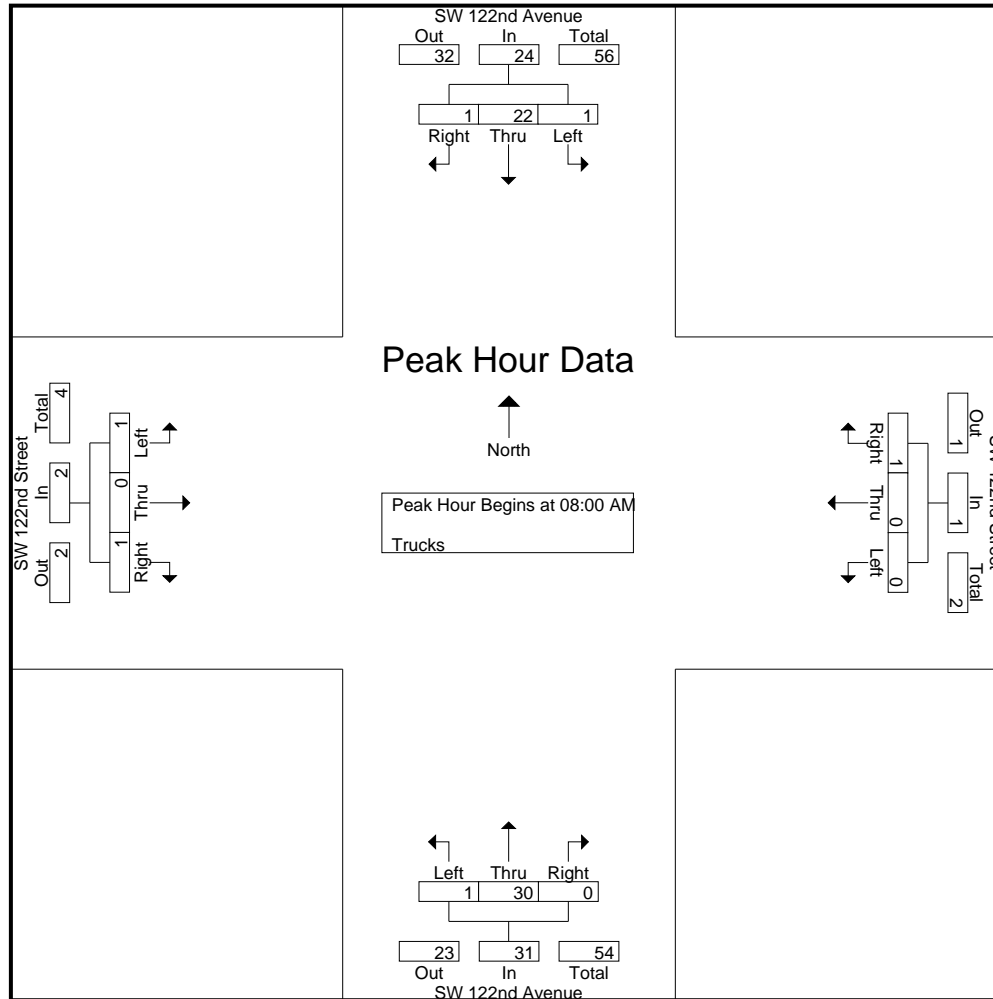 SW 122nd Avenue
Out In Total
32 24 56
1 22 1
Right Thru Left
Peak Hour Data
North
Peak Hour Begins at 08:00 AM
Trucks
SW 122nd Street
Total In Out
4 2 2
1 0 1
Left Thru Right
SW 122nd Street
Out In Total
1 1 2
1 0 0
Right Thru Left
Left Thru Right
1 30 0
23 31 54
Out In Total
SW 122nd Avenue